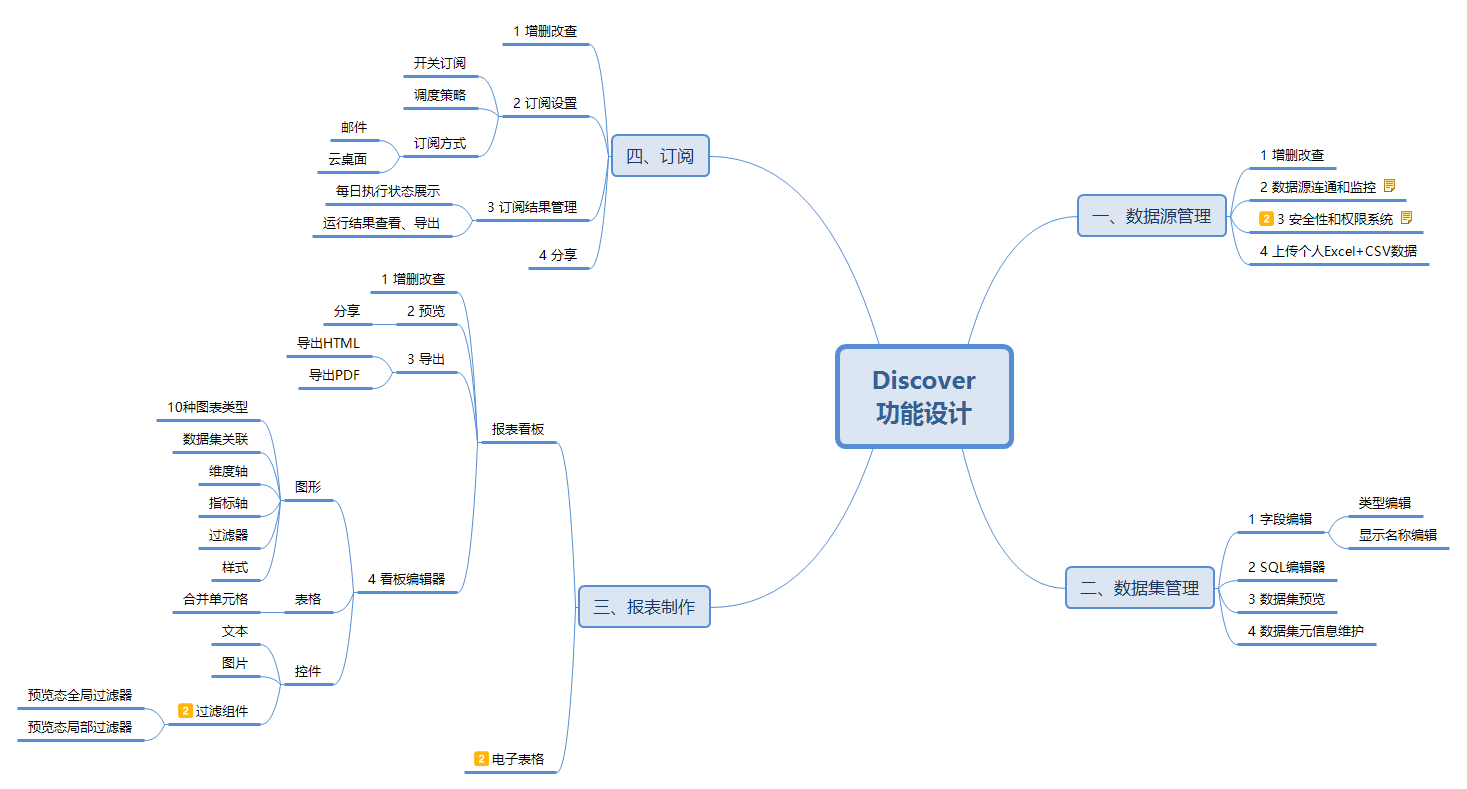 Discover
功能设计
一、数据源管理
1 增删改查
2 数据源连通和监控
2 3 安全性和权限系统
4 上传个人Excel+CSV数据
二、数据集管理
1 字段编辑
类型编辑
显示名称编辑
2 SQL编辑器
3 数据集预览
4 数据集元信息维护
三、报表制作
报表看板
1 增删改查
2 预览
分享
3 导出
导出HTML
导出PDF
4 看板编辑器
图形
10种图表类型
数据集关联
维度轴
指标轴
过滤器
样式
表格
合并单元格
控件
文本
图片
2 过滤组件
预览态全局过滤器
预览态局部过滤器
2 电子表格
四、订阅
1 增删改查
2 订阅设置
开关订阅
调度策略
订阅方式
邮件
云桌面
3 订阅结果管理
每日执行状态展示
运行结果查看、导出
4 分享